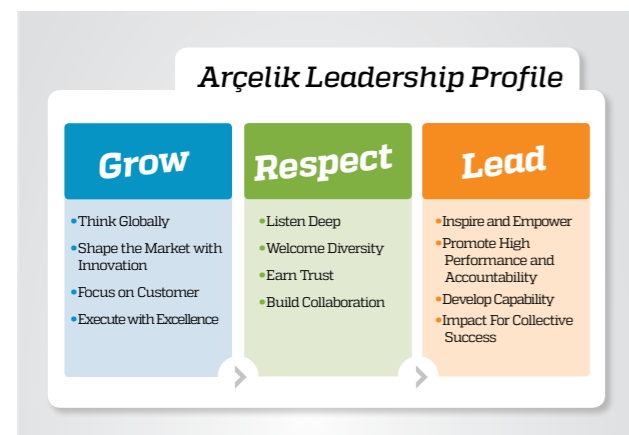 Arçelik Leadership Profile
Grow
•Think Globally
•Shape the Market with
Innovation
•Focus on Customer
•Execute with Excellence
Respect
•Listen Deep
•Welcome Diversity
•Earn Trust
•Build Collaboration
Lead
•Inspire and Empower
•Promote High
Performance and
Accountability
•Develop Capability
•Impact For Collective
Success